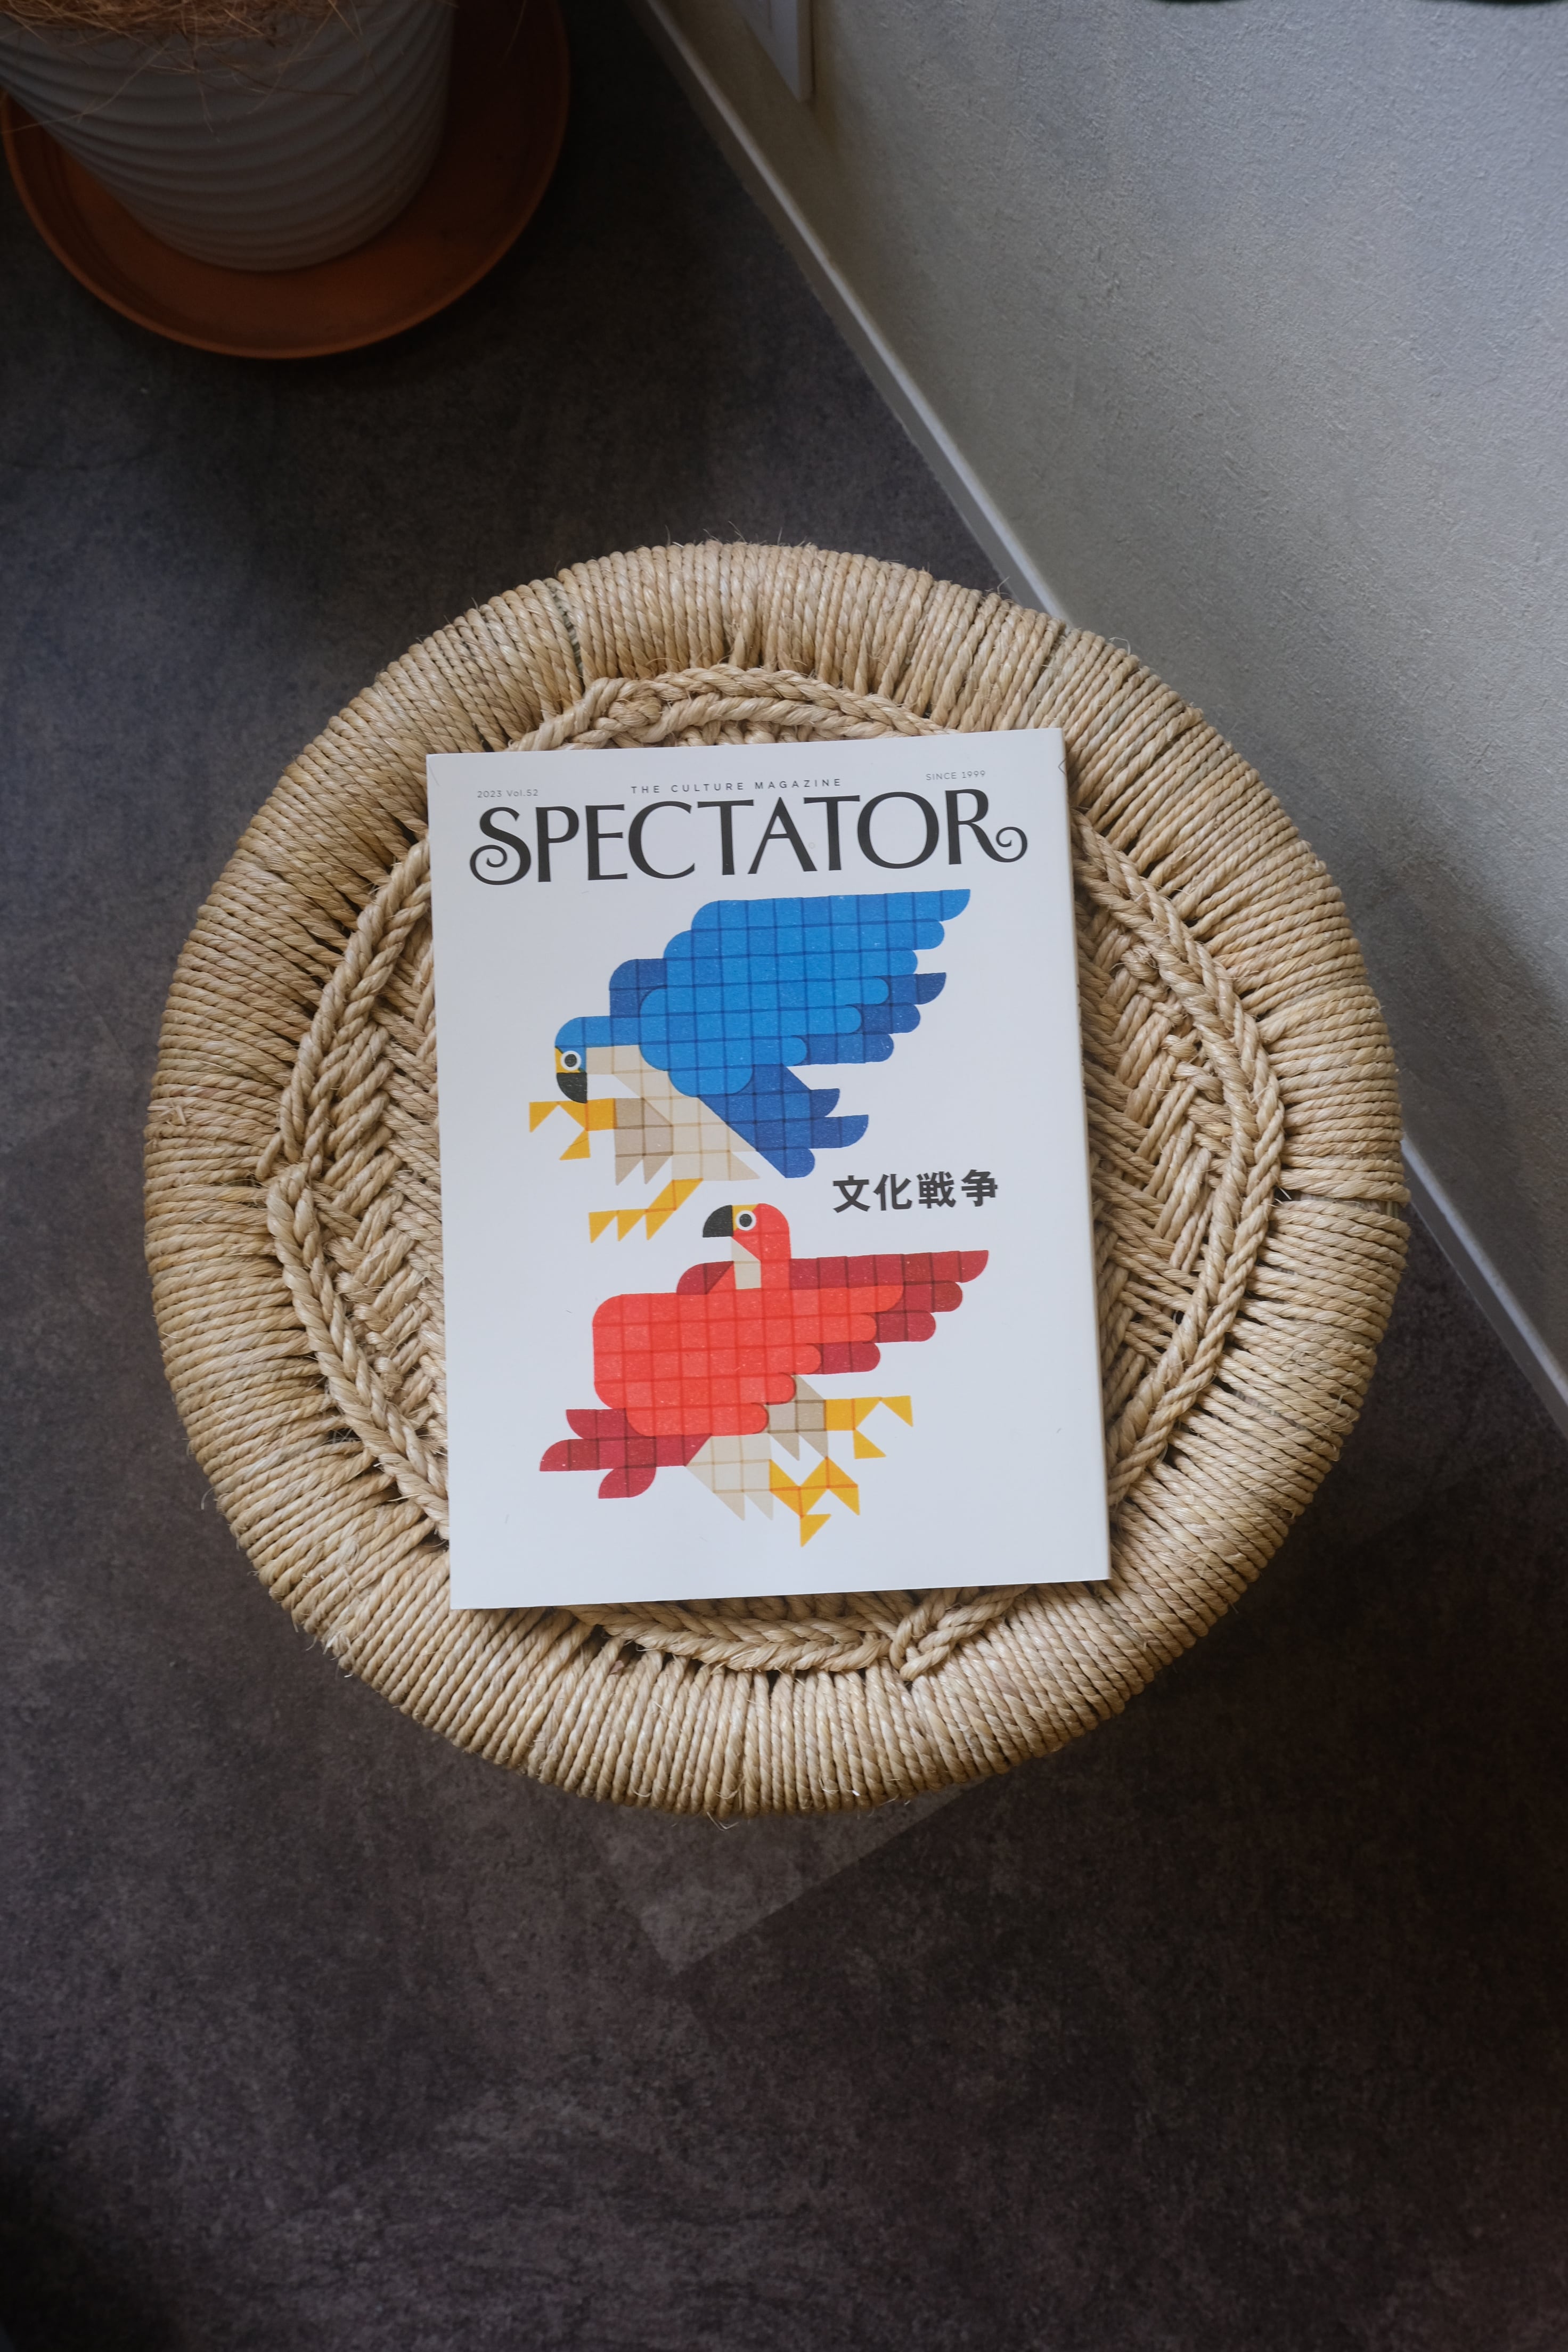 2023 Vol.52
THE CULTURE MAGAZINE
SINCE 1999
SPECTATOR
文化戦争